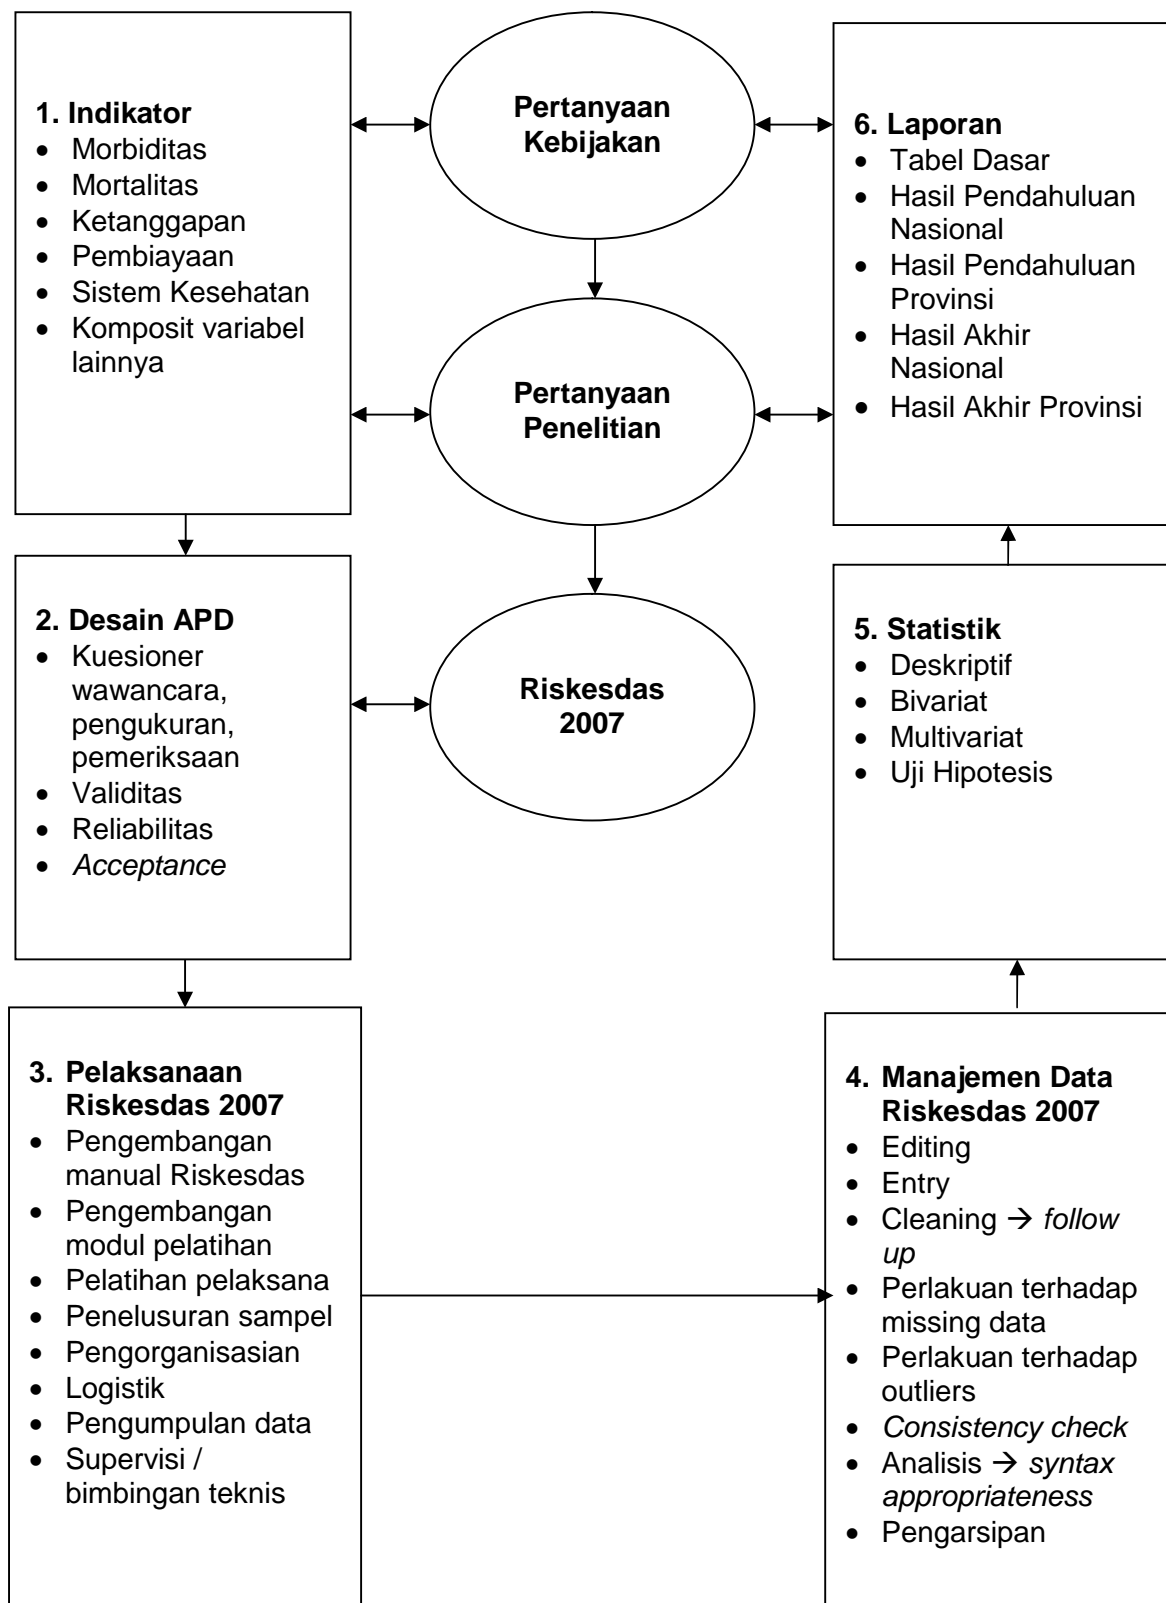 1. Indikator
• Morbiditas
• Mortalitas
• Ketanggapan
• Pembiayaan
• Sistem Kesehatan
• Komposit variabel
lainnya
Pertanyaan
Kebijakan
6. Laporan
• Tabel Dasar
• Hasil Pendahuluan
Nasional
• Hasil Pendahuluan
Provinsi
• Hasil Akhir
Nasional
• Hasil Akhir Provinsi
Pertanyaan
Penelitian
2. Desain APD
• Kuesioner
wawancara,
pengukuran,
pemeriksaan
• Validitas
• Reliabilitas
• Acceptance
Riskesdas
2007
5. Statistik
• Deskriptif
• Bivariat
• Multivariat
• Uji Hipotesis
3. Pelaksanaan
Riskesdas 2007
• Pengembangan
manual Riskesdas
• Pengembangan
modul pelatihan
• Pelatihan pelaksana
• Penelusuran sampel
• Pengorganisasian
• Logistik
• Pengumpulan data
• Supervisi /
bimbingan teknis
4. Manajemen Data
Riskesdas 2007
• Editing
• Entry
• Cleaning → follow
up
• Perlakuan terhadap
missing data
• Perlakuan terhadap
outliers
• Consistency check
• Analisis → syntax
appropriateness
• Pengarsipan